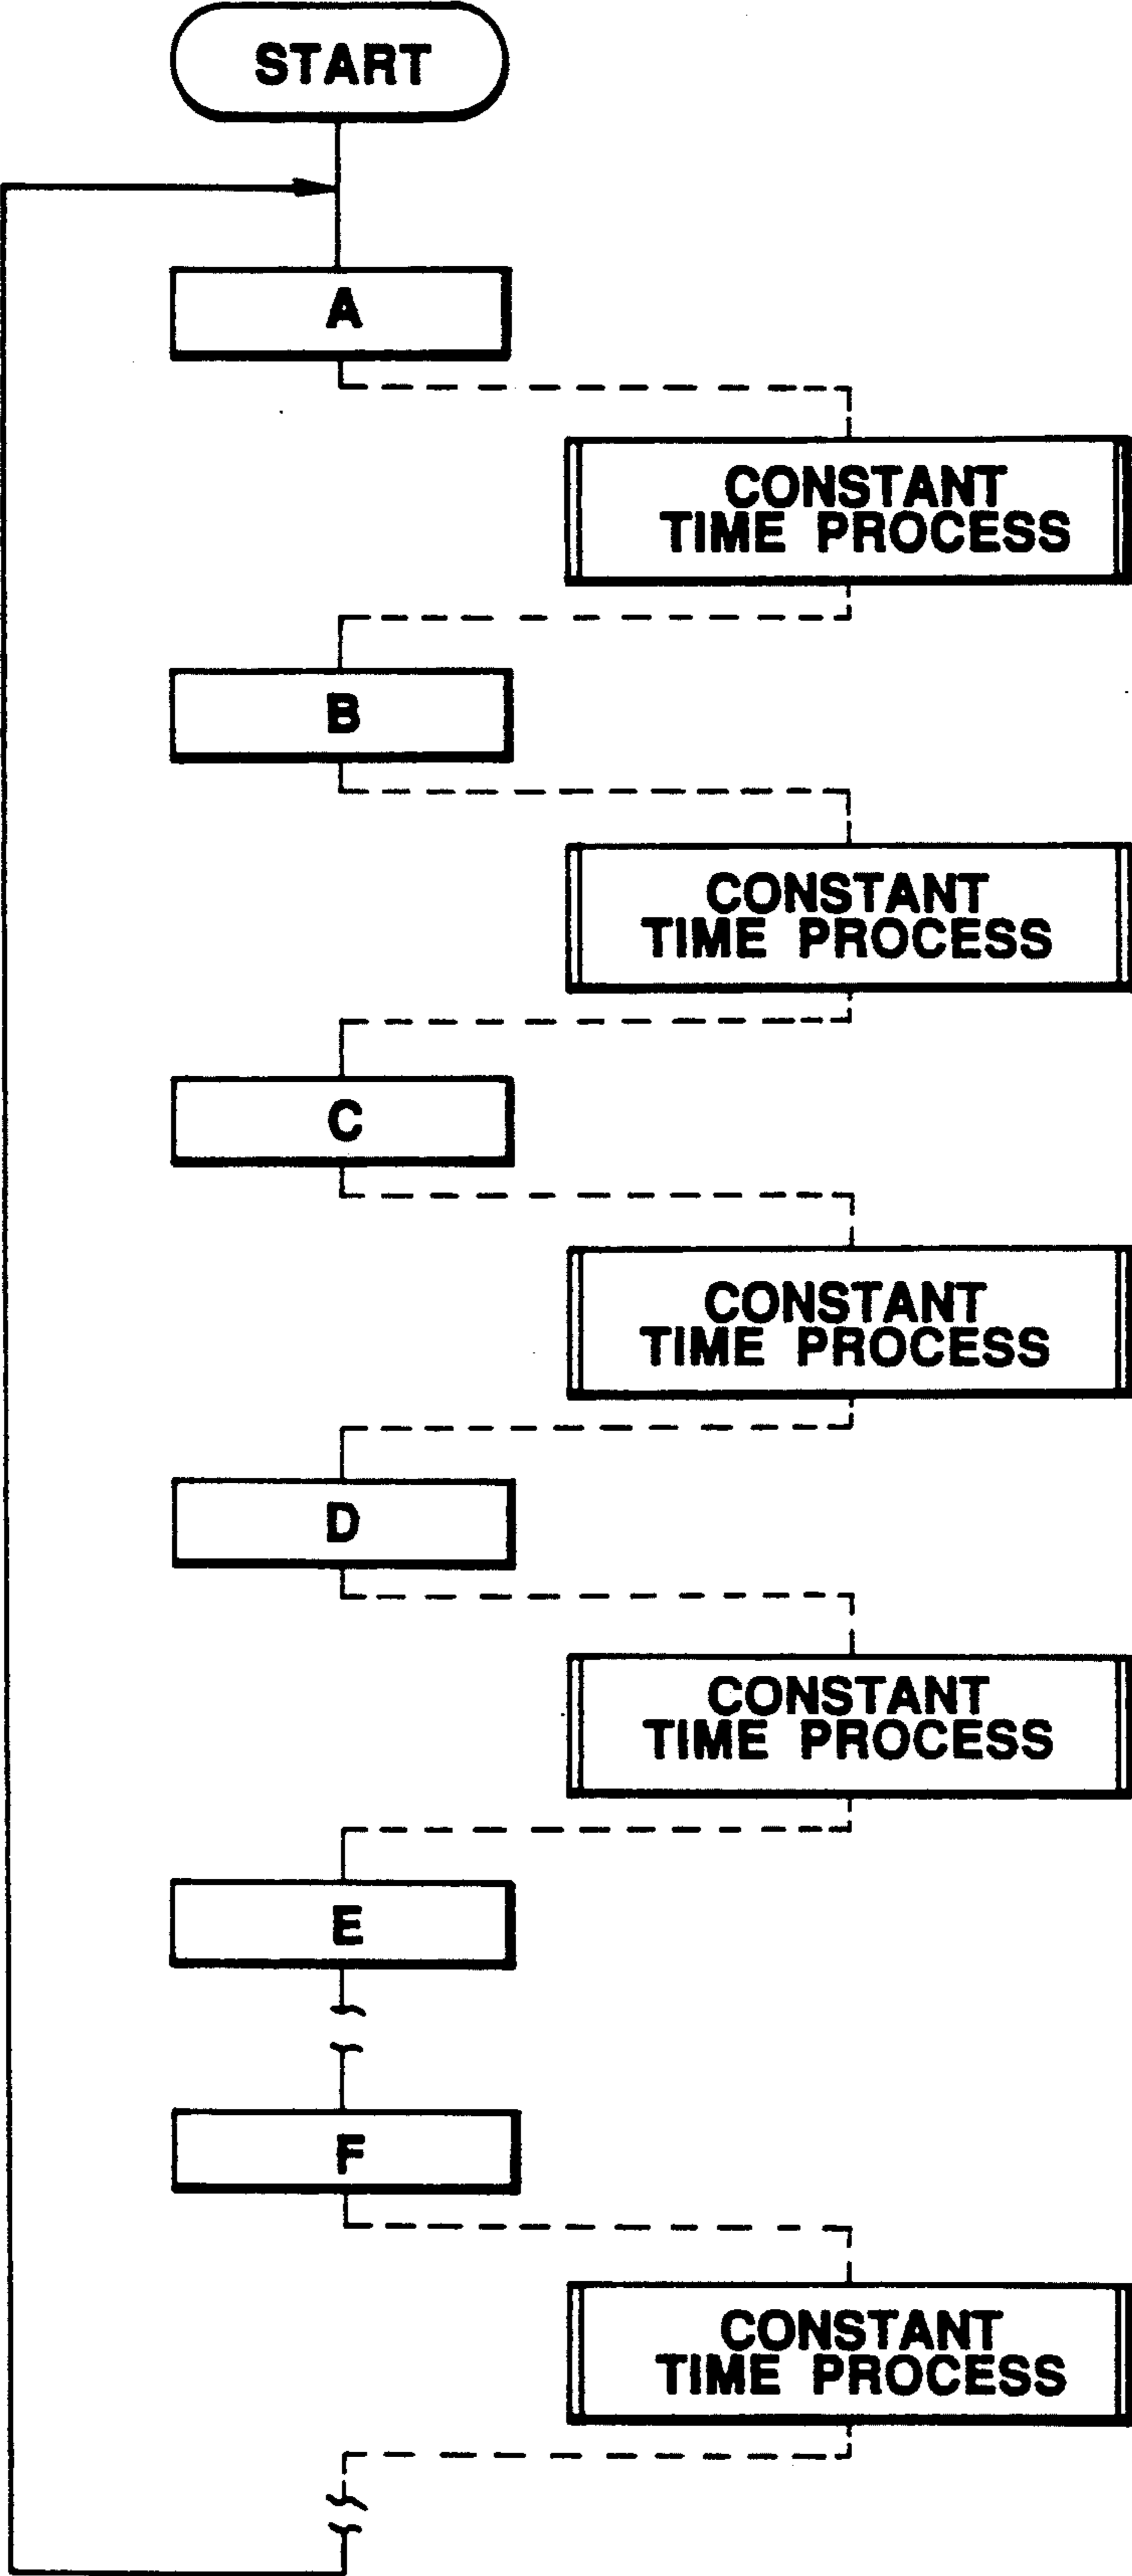 START
A
CONSTANT
TIME PROCESS
B
CONSTANT
TIME PROCESS
C
CONSTANT
TIME PROCESS
D
CONSTANT
TIME PROCESS
E
F
CONSTANT
TIME PROCESS